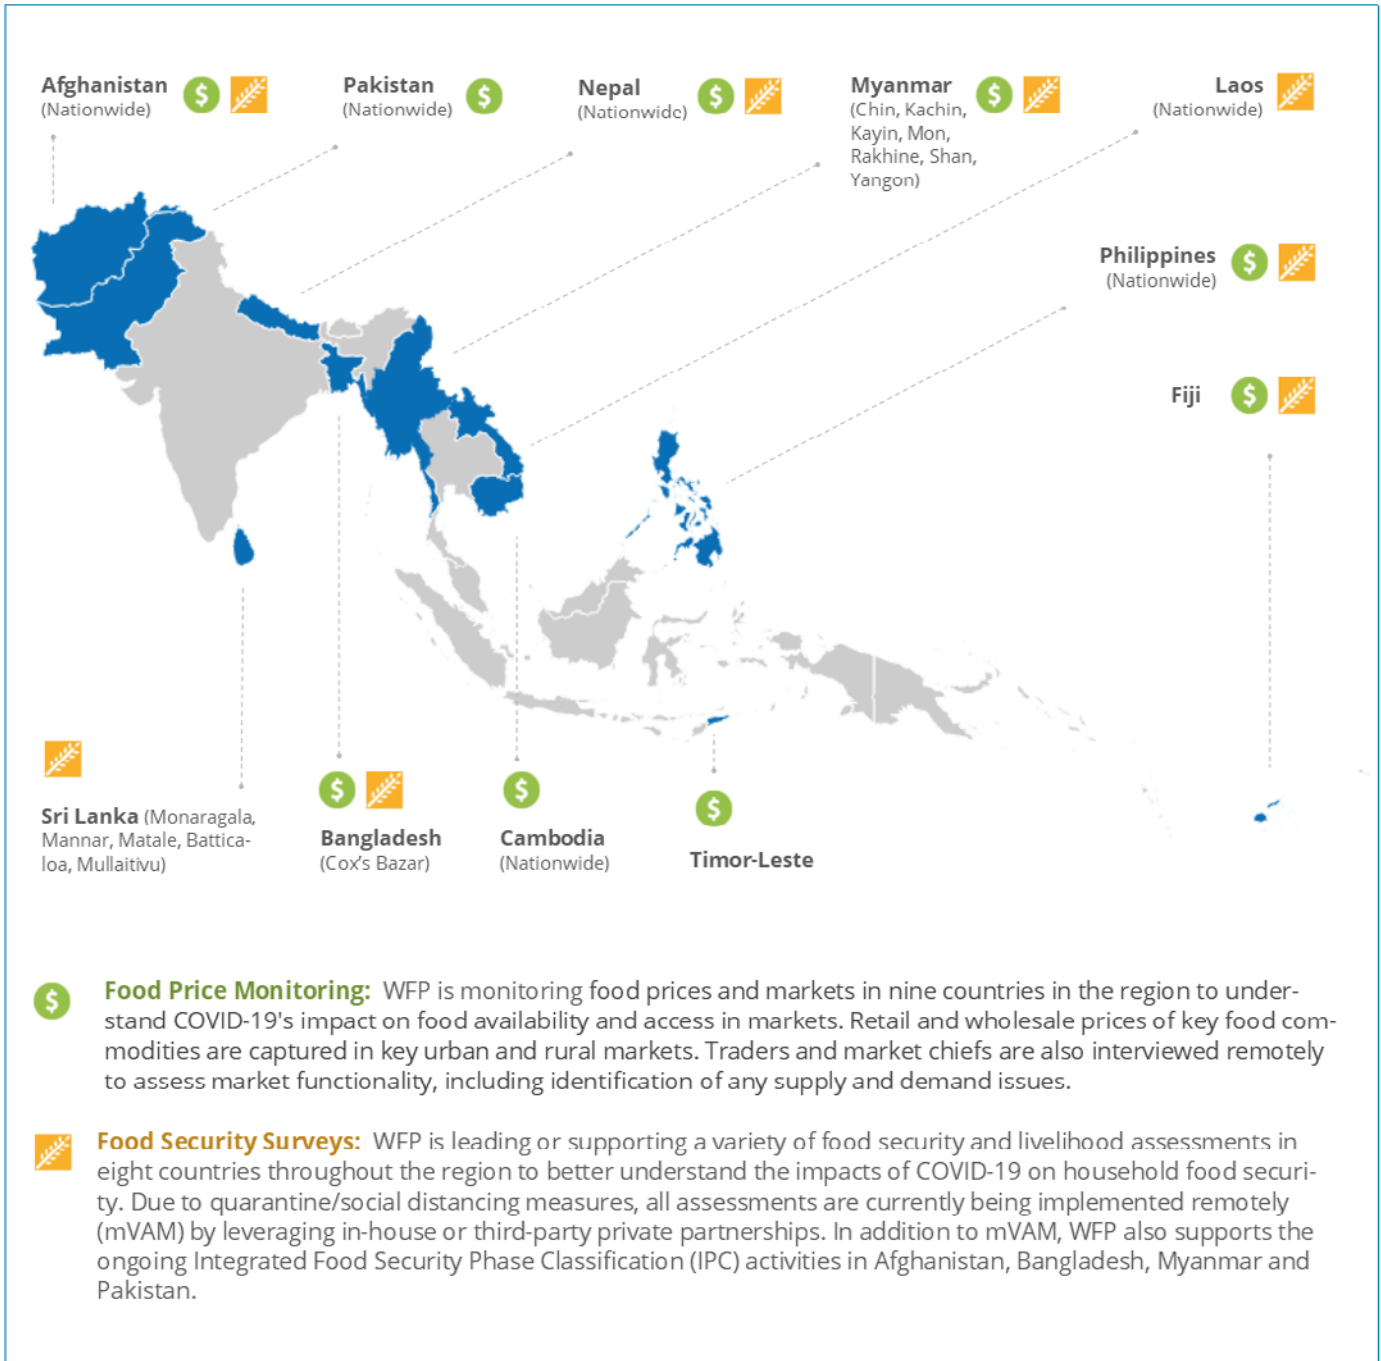 Afghanistan
(Nationwide)
Pakistan
(Nationwide)
Nepal
(Nationwide)
Myanmar
(Chin, Kachin,
Kayin, Mon,
Rakhine, Shan,
Yangon)
Laos
(Nationwide)
Philippines
(Nationwide)
Fiji
Sri Lanka (Monaragala,
Mannar, Matale, Battica-
loa, Mullaitivu)
Bangladesh
(Cox's Bazar)
Cambodia
(Nationwide)
Timor-Leste
Food Price Monitoring: WFP is monitoring food prices and markets in nine countries in the region to under-
stand COVID-19's impact on food availability and access in markets. Retail and wholesale prices of key food com-
modities are captured in key urban and rural markets. Traders and market chiefs are also interviewed remotely
to assess market functionality, including identification of any supply and demand issues.
Food Security Surveys: WFP is leading or supporting a variety of food security and livelihood assessments in
eight countries throughout the region to better understand the impacts of COVID-19 on household food securi-
ty. Due to quarantine/social distancing measures, all assessments are currently being implemented remotely
(mVAM) by leveraging in-house or third-party private partnerships. In addition to mVAM, WFP also supports the
ongoing Integrated Food Security Phase Classification (IPC) activities in Afghanistan, Bangladesh, Myanmar and
Pakistan.